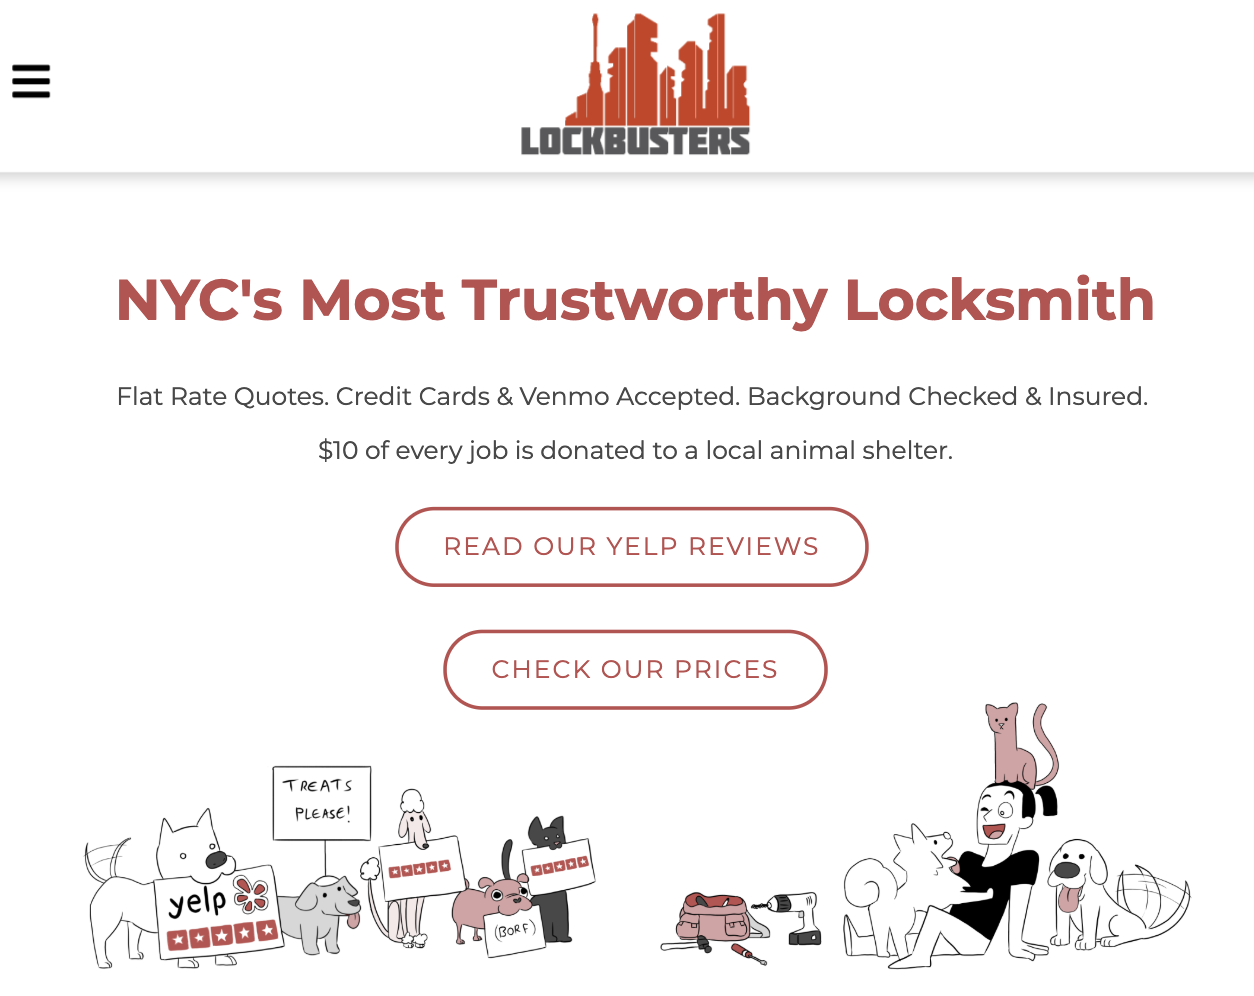 LOCKBUSTERS
NYC's Most Trustworthy Locksmith
Flat Rate Quotes. Credit Cards & Venmo Accepted. Background Checked & Insured.
$10 of every job is donated to a local animal shelter.
READ OUR YELP REVIEWS
CHECK OUR PRICES
TREATS
PLEASE!
yelp
(BORF)